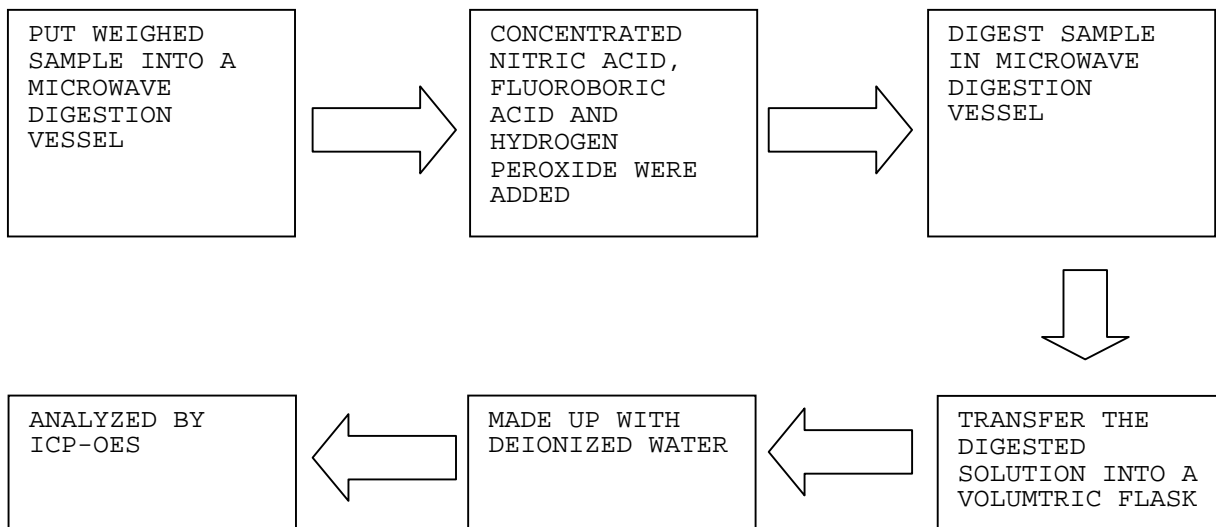 PUT WEIGHED
SAMPLE INTO A
MICROWAVE
DIGESTION
VESSEL
CONCENTRATED
NITRIC ACID,
FLUOROBORIC
ACID AND
HYDROGEN
PEROXIDE WERE
ADDED
DIGEST SAMPLE
IN MICROWAVE
DIGESTION
VESSEL
TRANSFER THE
DIGESTED
SOLUTION INTO A
VOLUMTRIC FLASK
MADE UP WITH
DEIONIZED WATER
ANALYZED BY
ICP-OES